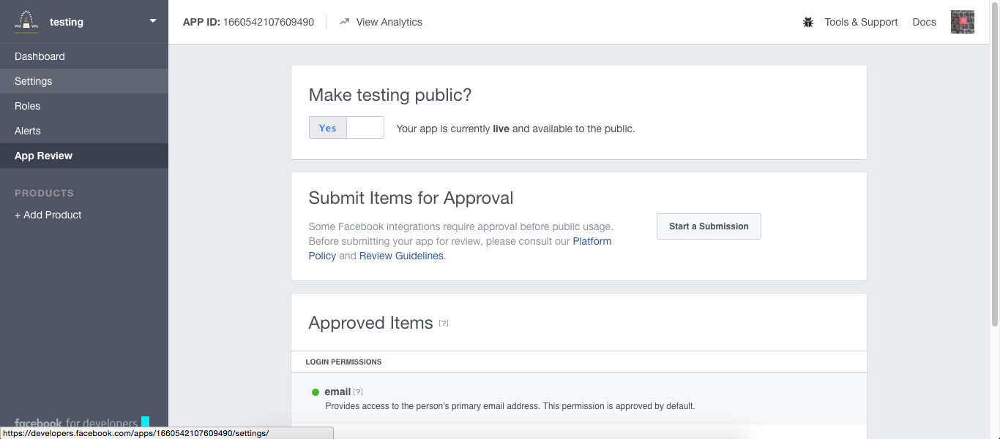 testing
APP ID: 1660542107609490
View Analytics
Tools & Support
Docs
Dashboard
Settings
Roles
Alerts
App Review
PRODUCTS
+ Add Product
facebook for developers
https://developers.facebook.com/apps/1660542107609490/settings/
Make testing public?
Yes
Your app is currently live and available to the public.
Submit Items for Approval
Some Facebook integrations require approval before public usage.
Before submitting your app for review, please consult our Platform
Policy and Review Guidelines.
Start a Submission
Approved Items [?]
LOGIN PERMISSIONS
email [?]
Provides access to the person's primary email address. This permission is approved by default.